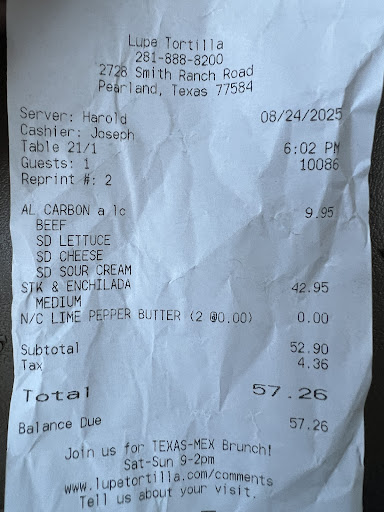 Lupe Tortilla
281-888-8200
2728 Smith Ranch Road
Pearland, Texas 77584
Server: Harold 08/24/2025
Cashier: Joseph
Table 21/1 6:02 PM
Guests: 1 10086
Reprint #: 2
AL CARBON a lc 9.95
BEEF
SD LETTUCE
SD CHEESE
SD SOUR CREAM
STK & ENCHILADA 42.95
MEDIUM
N/C LIME PEPPER BUTTER (2 @0.00) 0.00
Subtotal 52.90
Tax 4.36
Total 57.26
Balance Due 57.26
Join us for TEXAS-MEX Brunch!
Sat-Sun 9-2pm
www.lupetortilla.com/comments
Tell us about your visit.